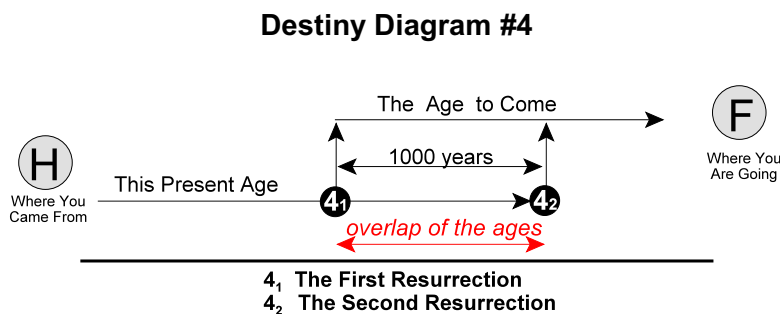 Destiny Diagram #4
The Age to Come
F
H
1000 years
Where You
Are Going
This Present Age
Where You
Came From
4₁
4₂
overlap of the ages
4₁ The First Resurrection
4₂ The Second Resurrection